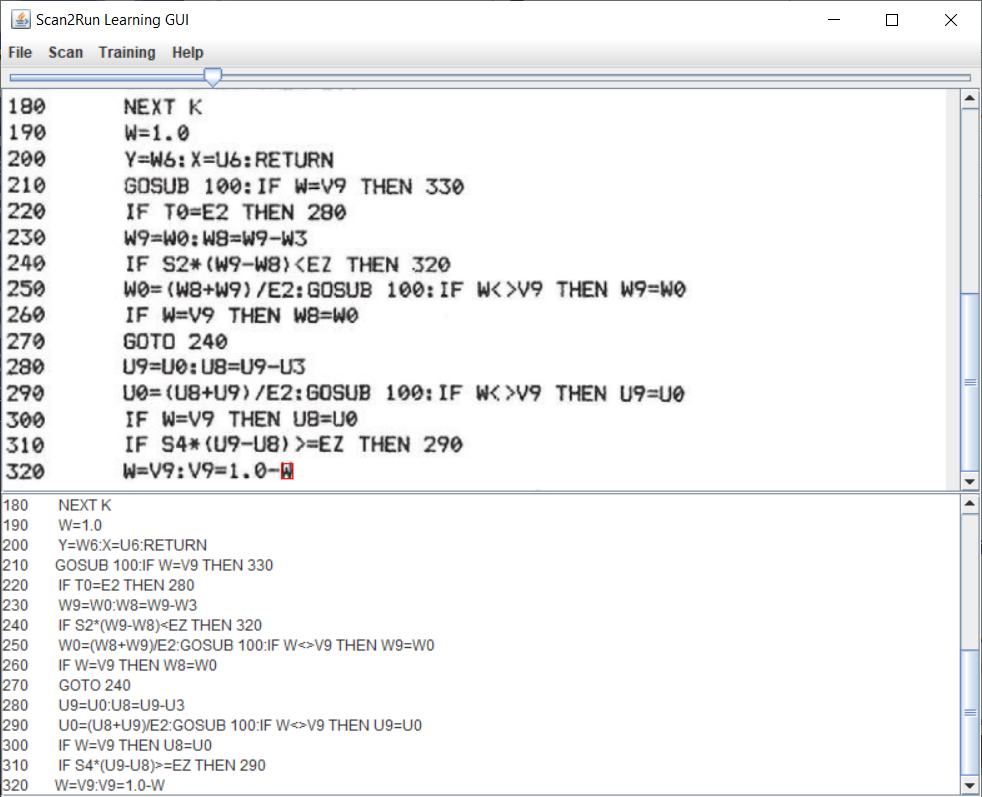 Scan2Run Learning GUI
File Scan Training Help
180 NEXT K
190 W=1.0
200 Y=W6:X=U6:RETURN
210 GOSUB 100:IF W=V9 THEN 330
220 IF T0=E2 THEN 280
230 W9=W0:W8=W9-W3
240 IF S2*(W9-W8)<EZ THEN 320
250 W0=(W8+W9)/E2:GOSUB 100:IF W<>V9 THEN W9=W0
260 IF W=V9 THEN W8=W0
270 GOTO 240
280 U9=U0:U8=U9-U3
290 U0=(U8+U9)/E2:GOSUB 100:IF W<>V9 THEN U9=U0
300 IF W=V9 THEN U8=U0
310 IF S4*(U9-U8)>=EZ THEN 290
320 W=V9:V9=1.0-W
180 NEXT K
190 W=1.0
200 Y=W6:X=U6:RETURN
210 GOSUB 100:IF W=V9 THEN 330
220 IF T0=E2 THEN 280
230 W9=W0:W8=W9-W3
240 IF S2*(W9-W8)<EZ THEN 320
250 W0=(W8+W9)/E2:GOSUB 100:IF W<>V9 THEN W9=W0
260 IF W=V9 THEN W8=W0
270 GOTO 240
280 U9=U0:U8=U9-U3
290 U0=(U8+U9)/E2:GOSUB 100:IF W<>V9 THEN U9=U0
300 IF W=V9 THEN U8=U0
310 IF S4*(U9-U8)>=EZ THEN 290
320 W=V9:V9=1.0-W